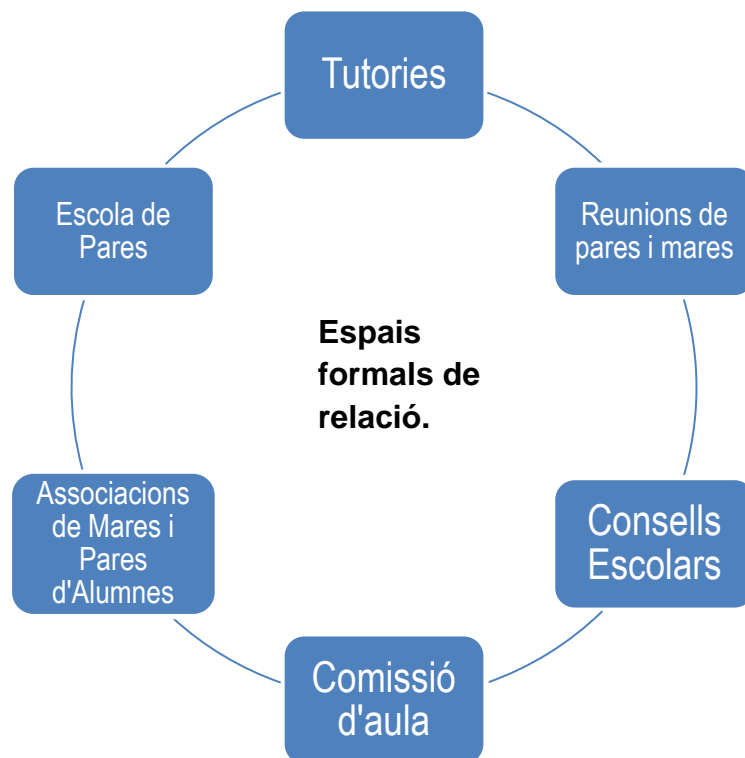 Tutories
Escola de
Pares
Reunions de
pares i mares
Espais
formals de
relació.
Associacions
de Mares i
Pares
d'Alumnes
Consells
Escolars
Comissió
d'aula